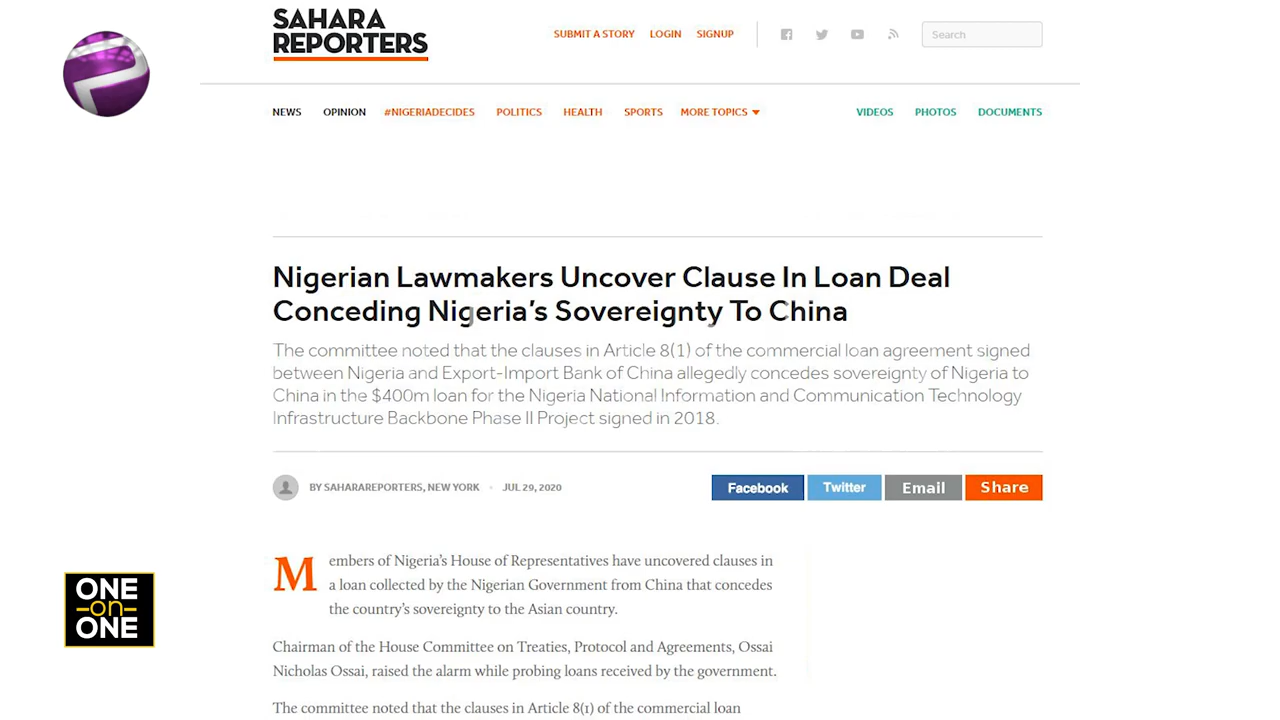 SAHARA
REPORTERS
SUBMIT A STORY LOGIN SIGNUP
Search
NEWS OPINION #NIGERIADECIDES POLITICS HEALTH SPORTS MORE TOPICS VIDEOS PHOTOS DOCUMENTS
Nigerian Lawmakers Uncover Clause In Loan Deal
Conceding Nigeria's Sovereignty To China
The committee noted that the clauses in Article 8(1) of the commercial loan agreement signed
between Nigeria and Export-Import Bank of China allegedly concedes sovereignty of Nigeria to
China in the $400m loan for the Nigeria National Information and Communication Technology
Infrastructure Backbone Phase II Project signed in 2018.
BY SAHARAREPORTERS, NEW YORK • JUL 29, 2020
Facebook Twitter Email Share
Members of Nigeria's House of Representatives have uncovered clauses in
a loan collected by the Nigerian Government from China that concedes
the country's sovereignty to the Asian country.
Chairman of the House Committee on Treaties, Protocol and Agreements, Ossai
Nicholas Ossai, raised the alarm while probing loans received by the government.
The committee noted that the clauses in Article 8(1) of the commercial loan
ONE
on
ONE